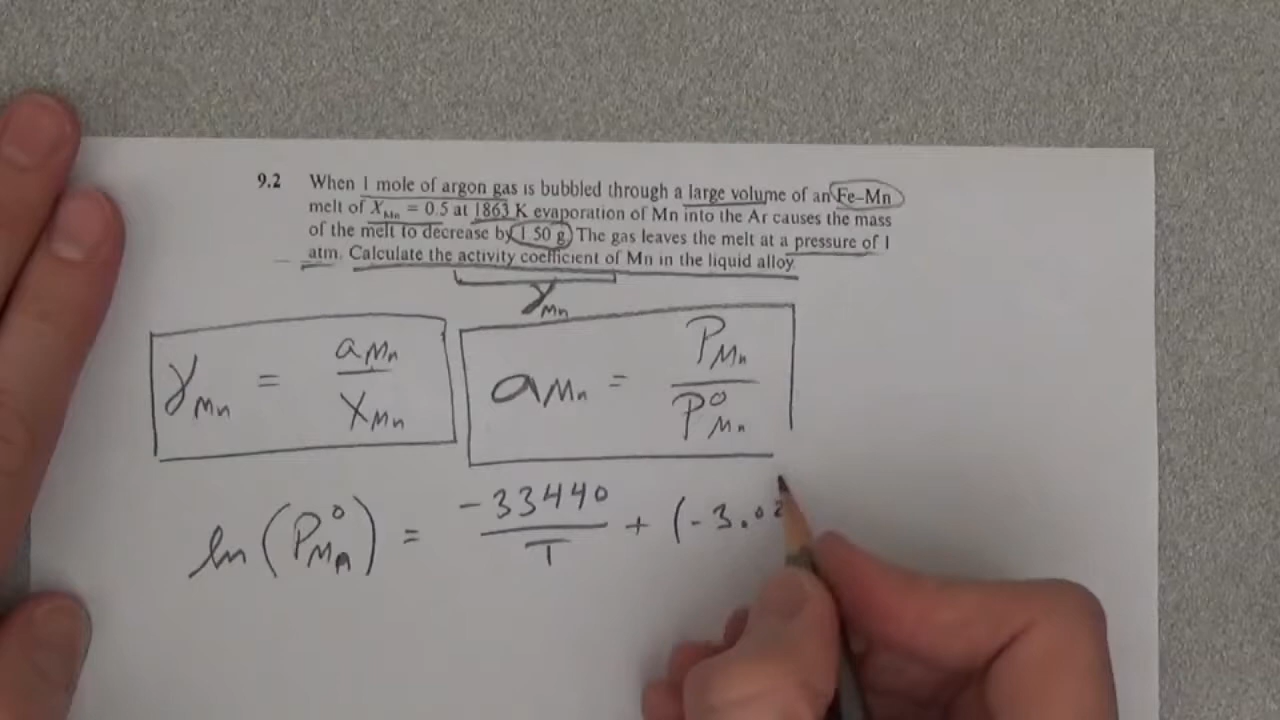 9.2 When 1 mole of argon gas is bubbled through a large volume of an Fe–Mn
melt of X_Mn = 0.5 at 1863 K evaporation of Mn into the Ar causes the mass
of the melt to decrease by 1.50 g. The gas leaves the melt at a pressure of 1
atm. Calculate the activity coefficient of Mn in the liquid alloy.
γ_Mn
γ_Mn = a_Mn / X_Mn
a_Mn = P_Mn / P°_Mn
ln(P°_Mn) = -33440 / T + (-3.02